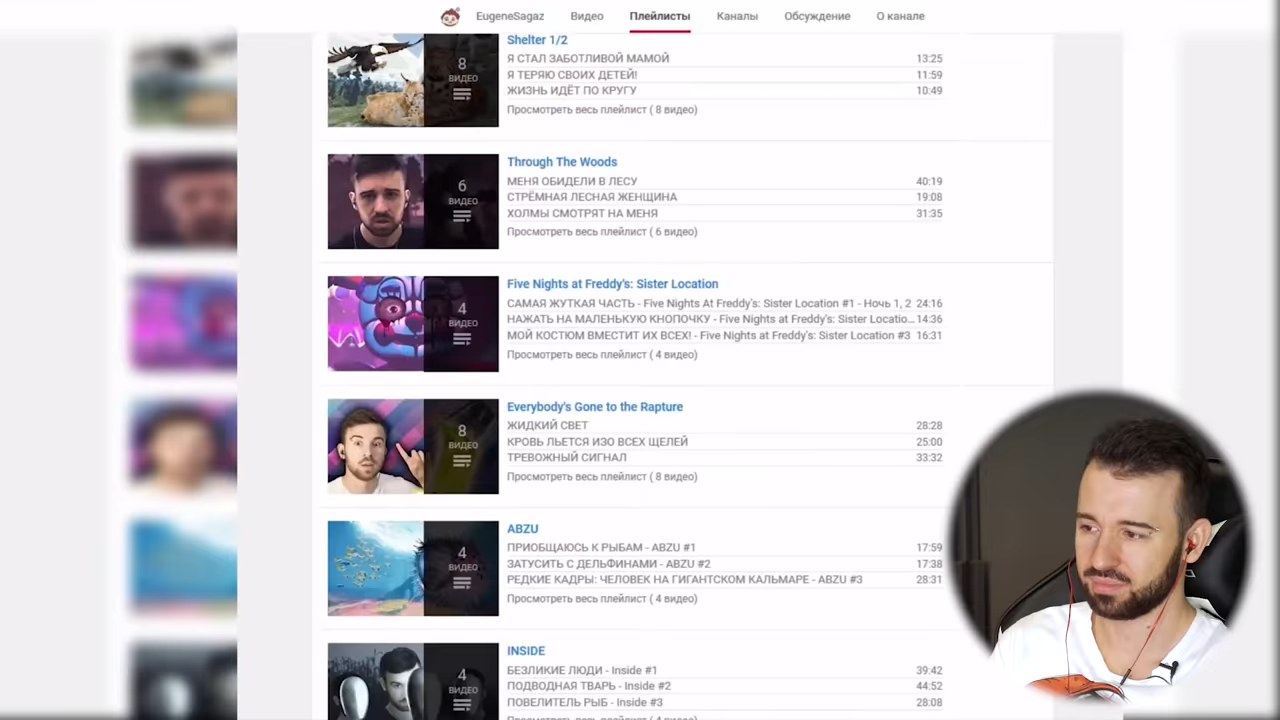 EugeneSagaz Видео Плейлисты Каналы Обсуждение О канале
Shelter 1/2
Я СТАЛ ЗАБОТЛИВОЙ МАМОЙ 13:25
8
ВИДЕО
Я ТЕРЯЮ СВОИХ ДЕТЕЙ! 11:59
ЖИЗНЬ ИДЁТ ПО КРУГУ 10:49
Просмотреть весь плейлист ( 8 видео)
Through The Woods
МЕНЯ ОБИДЕЛИ В ЛЕСУ 40:19
6
ВИДЕО
СТРЁМНАЯ ЛЕСНАЯ ЖЕНЩИНА 19:08
ХОЛМЫ СМОТРЯТ НА МЕНЯ 31:35
Просмотреть весь плейлист ( 6 видео)
Five Nights at Freddy's: Sister Location
САМАЯ ЖУТКАЯ ЧАСТЬ - Five Nights At Freddy's: Sister Location #1 - Ночь 1, 2 24:16
4
ВИДЕО
НАЖАТЬ НА МАЛЕНЬКУЮ КНОПОЧКУ - Five Nights at Freddy's: Sister Locatio... 14:36
МОЙ КОСТЮМ ВМЕСТИТ ИХ ВСЕХ! - Five Nights at Freddy's: Sister Location #3 16:31
Просмотреть весь плейлист ( 4 видео)
Everybody's Gone to the Rapture
ЖИДКИЙ СВЕТ 28:28
8
ВИДЕО
КРОВЬ ЛЬЕТСЯ ИЗО ВСЕХ ЩЕЛЕЙ 25:00
ТРЕВОЖНЫЙ СИГНАЛ 33:32
Просмотреть весь плейлист ( 8 видео)
ABZU
ПРИОБЩАЮСЬ К РЫБАМ - ABZU #1 17:59
4
ВИДЕО
ЗАТУСИТЬ С ДЕЛЬФИНАМИ - ABZU #2 17:38
РЕДКИЕ КАДРЫ: ЧЕЛОВЕК НА ГИГАНТСКОМ КАЛЬМАРЕ - ABZU #3 28:31
Просмотреть весь плейлист ( 4 видео)
INSIDE
БЕЗЛИКИЕ ЛЮДИ - Inside #1 39:42
4
ВИДЕО
ПОДВОДНАЯ ТВАРЬ - Inside #2 44:52
ПОВЕЛИТЕЛЬ РЫБ - Inside #3 28:08
Просмотреть весь плейлист ( 4 видео)